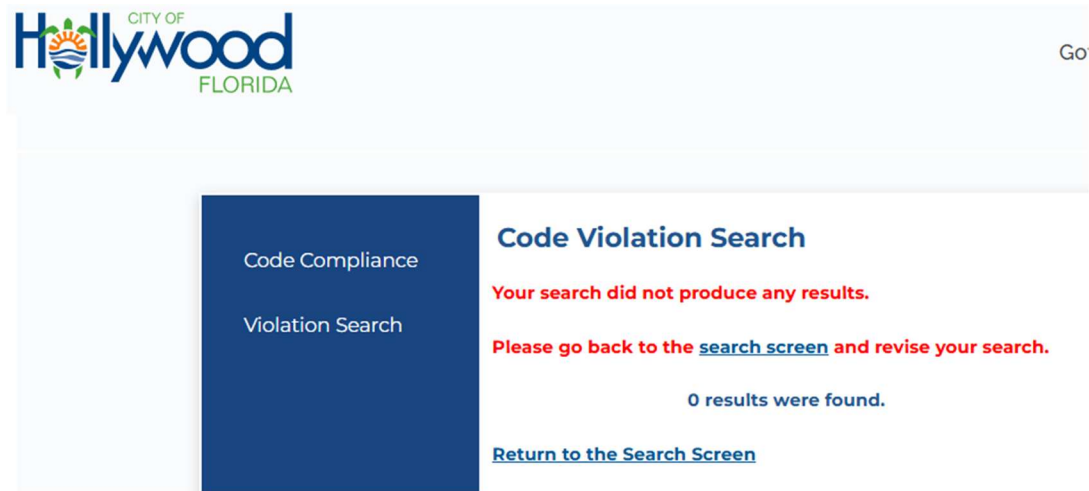 CITY OF
Hollywood
FLORIDA
Code Compliance
Violation Search
Code Violation Search
Your search did not produce any results.
Please go back to the search screen and revise your search.
0 results were found.
Return to the Search Screen